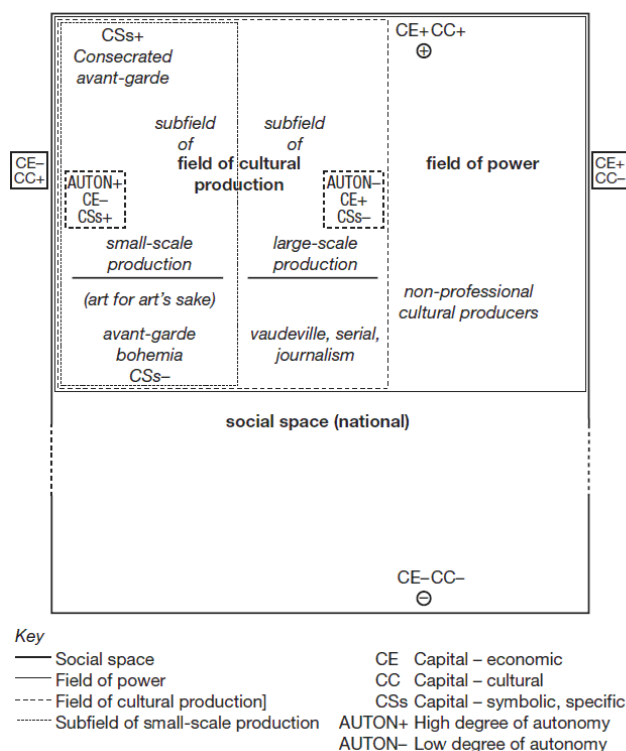 CSs+
Consecrated
avant-garde
CE+ CC+
+
subfield
of
subfield
of
field of cultural
production
field of power
CE–
CC+
CE+
CC–
AUTON+
CE–
CSs+
AUTON–
CE+
CSs–
small-scale
production
large-scale
production
(art for art's sake)
avant-garde
bohemia
CSs–
vaudeville, serial,
journalism
non-professional
cultural producers
social space (national)
CE–CC–
–
Key
Social space
Field of power
Field of cultural production]
Subfield of small-scale production
CE Capital – economic
CC Capital – cultural
CSs Capital – symbolic, specific
AUTON+ High degree of autonomy
AUTON– Low degree of autonomy